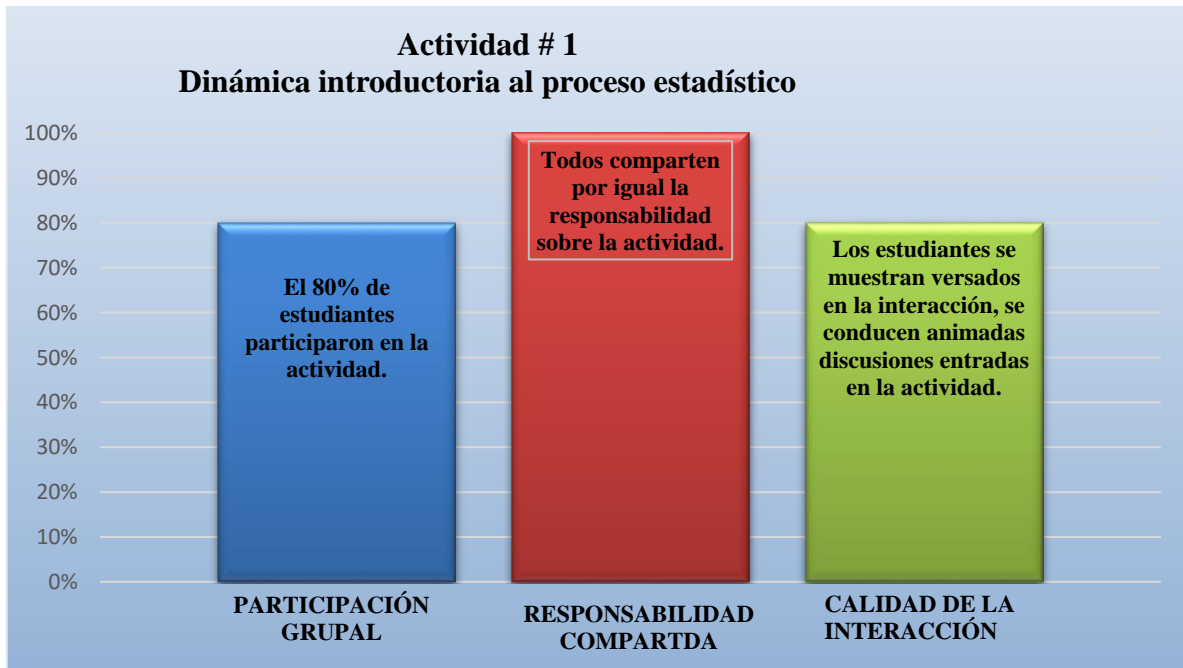 Actividad # 1
Dinámica introductoria al proceso estadístico
100%
90%
80%
70%
60%
50%
40%
30%
20%
10%
0%
El 80% de
estudiantes
participaron en la
actividad.
Todos comparten
por igual la
responsabilidad
sobre la actividad.
Los estudiantes se
muestran versados
en la interacción, se
conducen animadas
discusiones entradas
en la actividad.
PARTICIPACIÓN
GRUPAL
RESPONSABILIDAD
COMPARTDA
CALIDAD DE LA
INTERACCIÓN